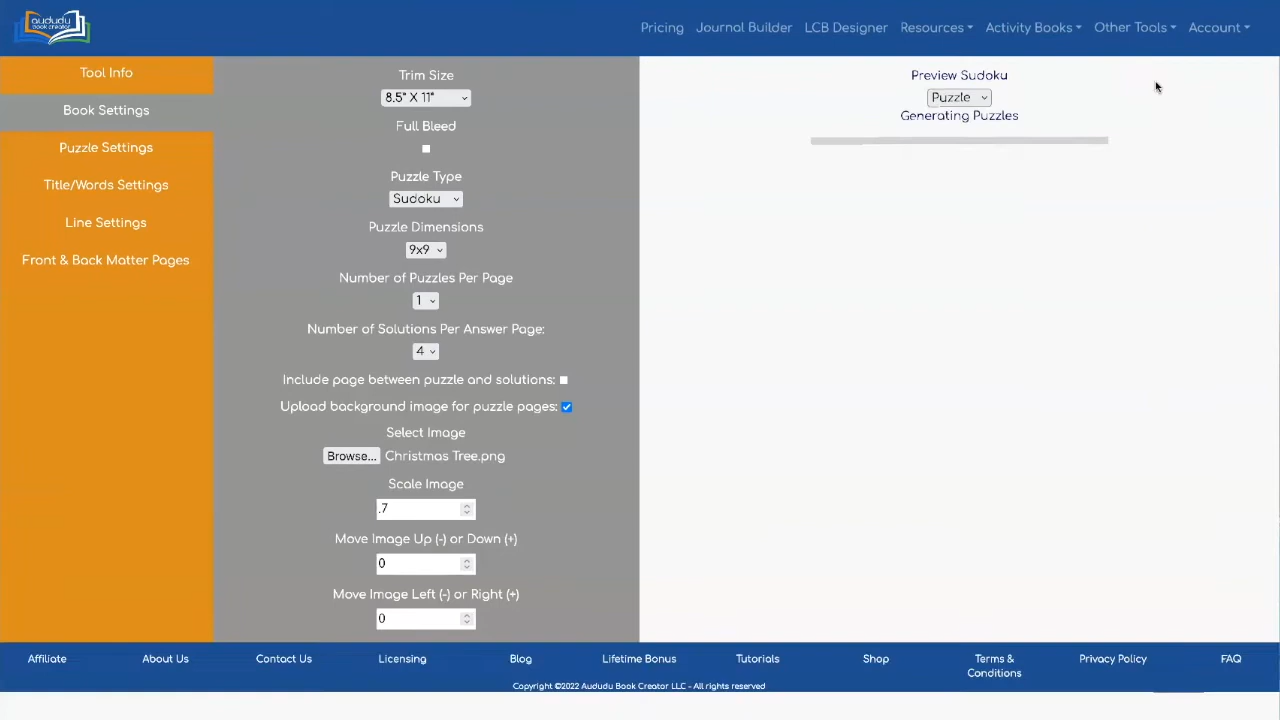 aududu
book creator
Pricing
Journal Builder
LCB Designer
Resources
Activity Books
Other Tools
Account
Tool Info
Book Settings
Puzzle Settings
Title/Words Settings
Line Settings
Front & Back Matter Pages
Trim Size
8.5" X 11"
Full Bleed
Puzzle Type
Sudoku
Puzzle Dimensions
9x9
Number of Puzzles Per Page
1
Number of Solutions Per Answer Page:
4
Include page between puzzle and solutions:
Upload background image for puzzle pages:
Select Image
Browse... Christmas Tree.png
Scale Image
.7
Move Image Up (-) or Down (+)
0
Move Image Left (-) or Right (+)
0
Preview Sudoku
Puzzle
Generating Puzzles
Affiliate
About Us
Contact Us
Licensing
Blog
Lifetime Bonus
Tutorials
Shop
Terms &
Conditions
Privacy Policy
FAQ
Copyright ©2022 Aududu Book Creator LLC - All rights reserved